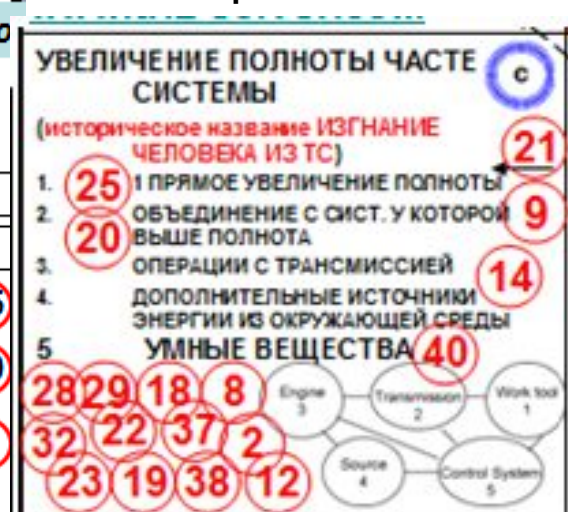 УВЕЛИЧЕНИЕ ПОЛНОТЫ ЧАСТЕ
СИСТЕМЫ
с
(историческое название ИЗГНАНИЕ
ЧЕЛОВЕКА ИЗ ТС)
21
1. 25 1 ПРЯМОЕ УВЕЛИЧЕНИЕ ПОЛНОТЫ
2. ОБЪЕДИНЕНИЕ С СИСТ. У КОТОРОЙ 9
20 ВЫШЕ ПОЛНОТА
3. ОПЕРАЦИИ С ТРАНСМИССИЕЙ 14
4. ДОПОЛНИТЕЛЬНЫЕ ИСТОЧНИКИ
ЭНЕРГИИ ИЗ ОКРУЖАЮЩЕЙ СРЕДЫ
5 УМНЫЕ ВЕЩЕСТВА 40
28 29 18 8
32 22 37 2
23 19 38 12
Engine
3
Transmission
2
Work tool
1
Source
4
Control System
5